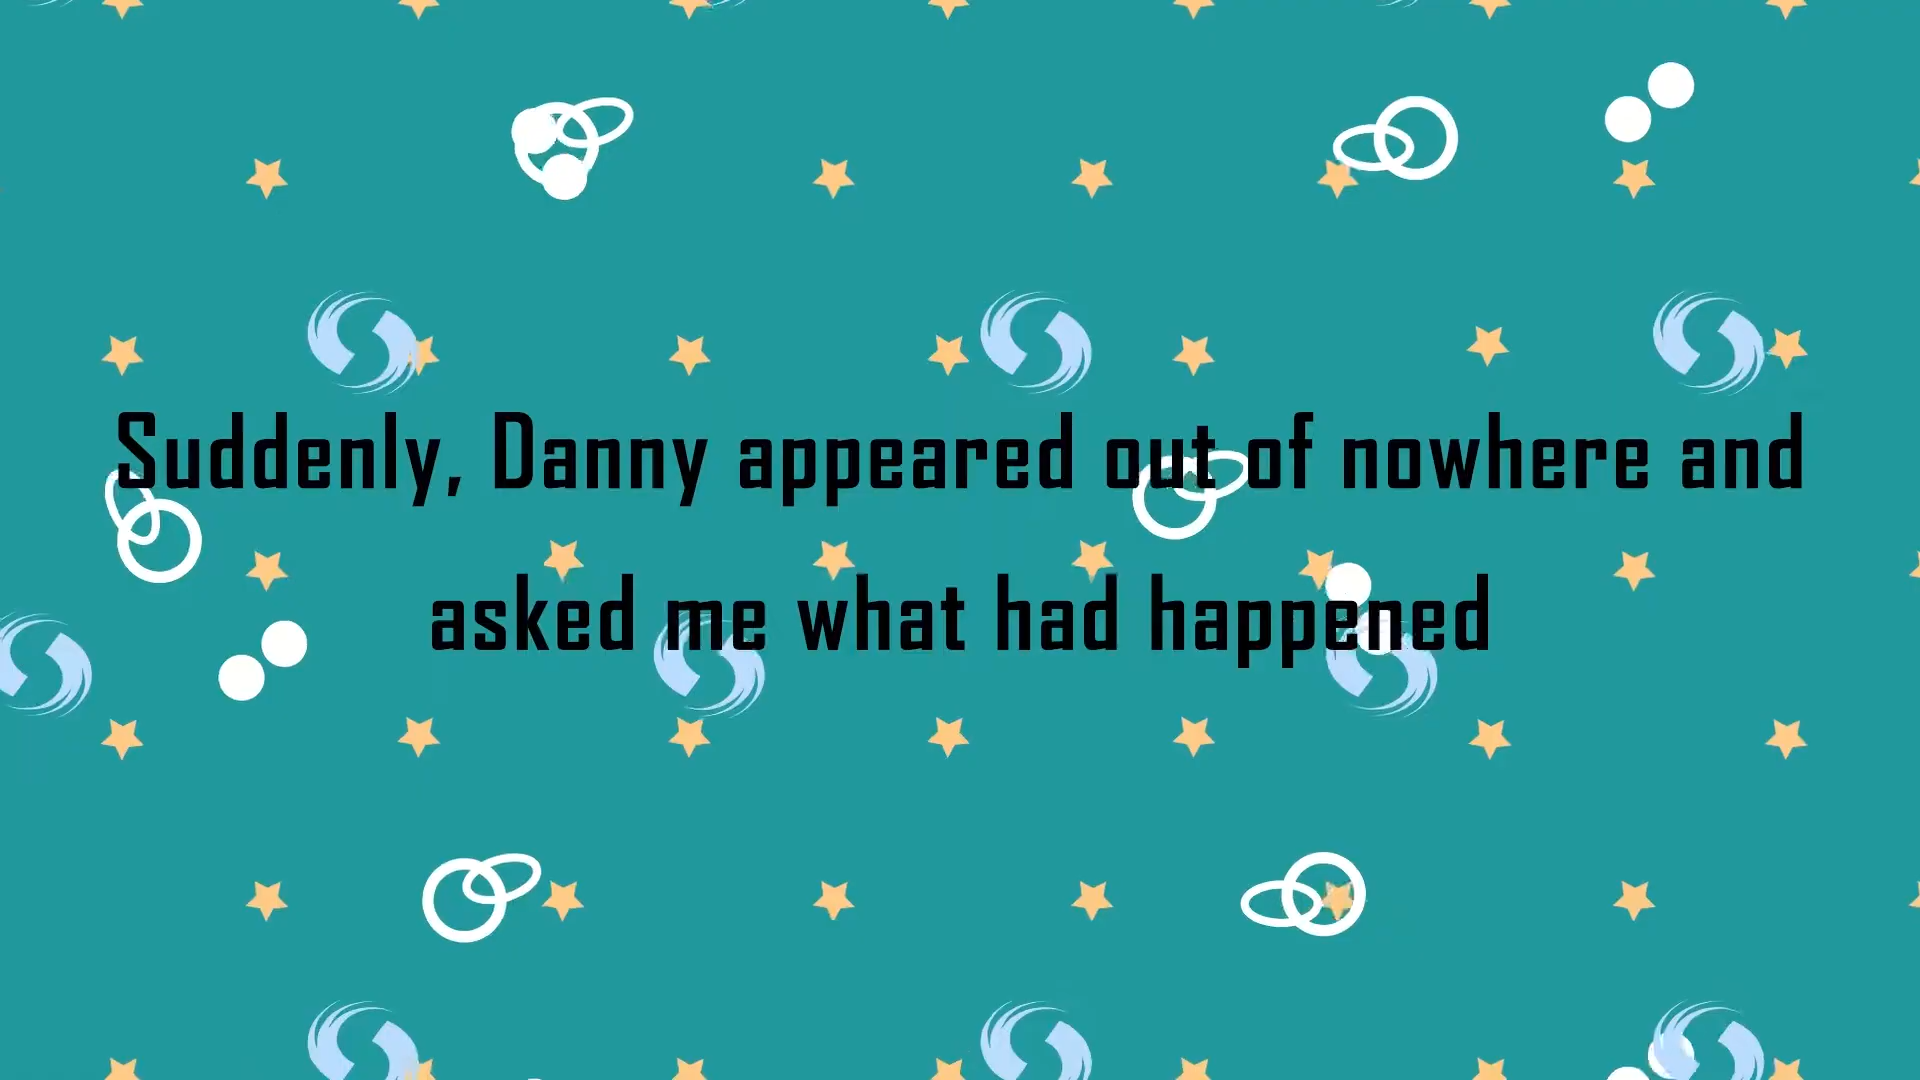 Suddenly, Danny appeared out of nowhere and
asked me what had happened